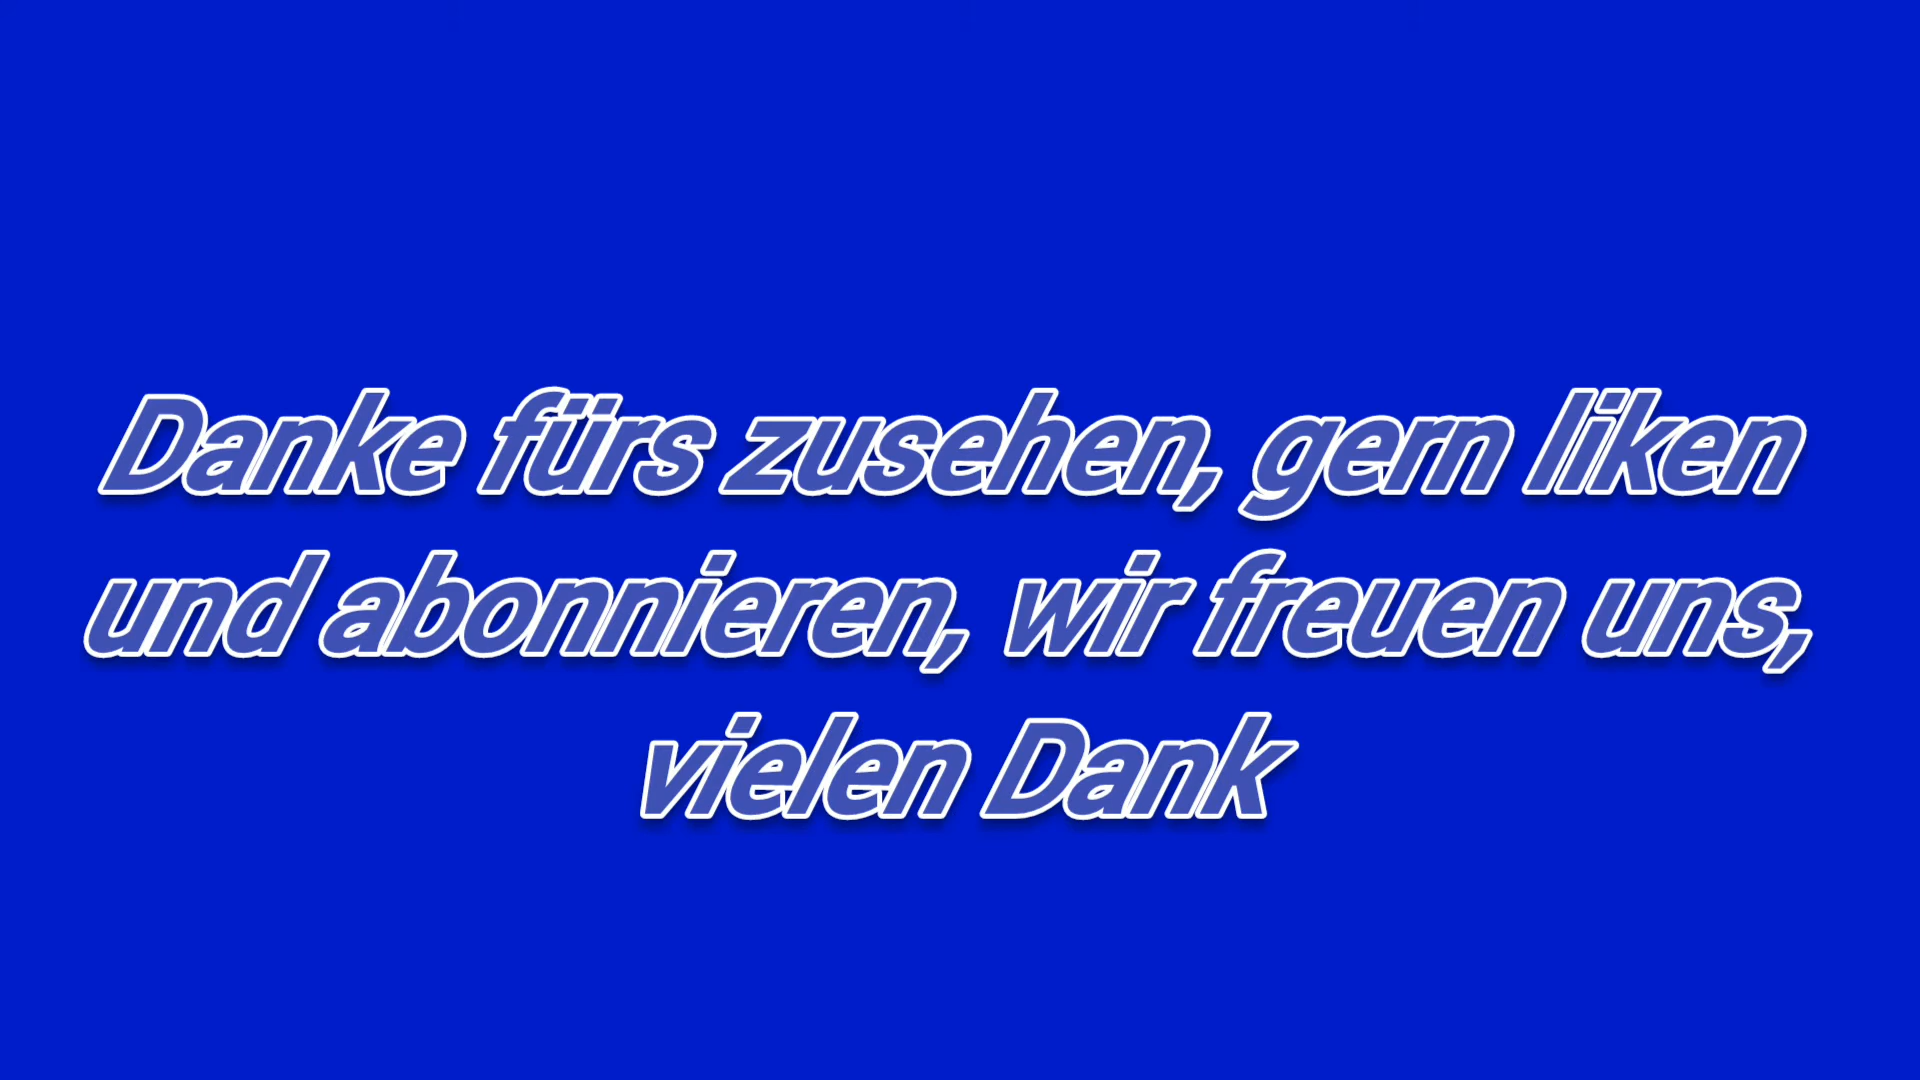 Danke fürs zusehen, gern liken
und abonnieren, wir freuen uns,
vielen Dank